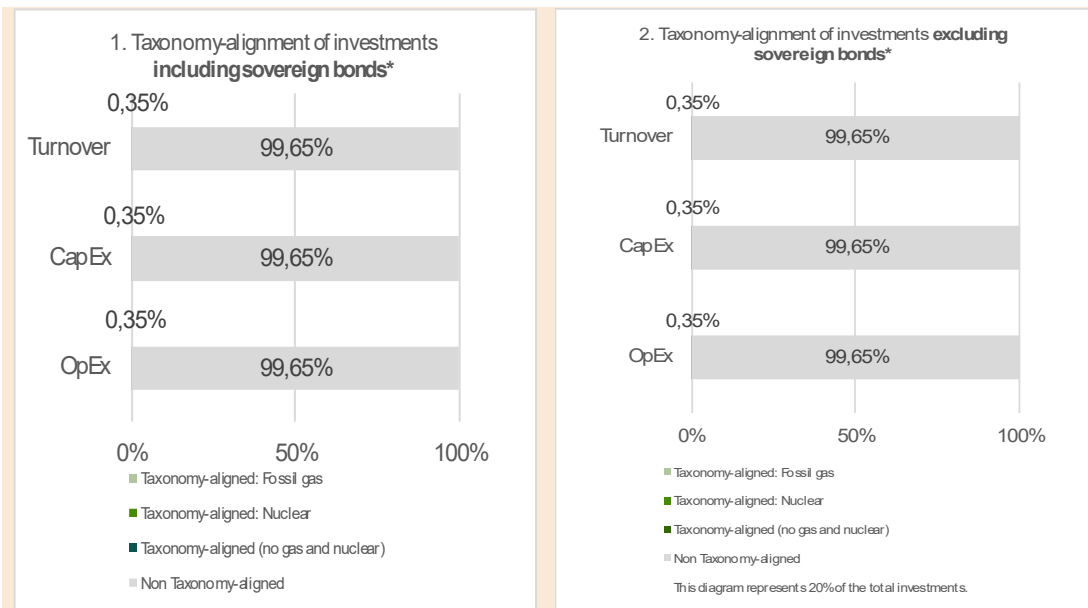 1. Taxonomy-alignment of investments
including sovereign bonds*
0,35%
Turnover
99,65%
0,35%
CapEx
99,65%
0,35%
OpEx
99,65%
0%
50%
100%
Taxonomy-aligned: Fossil gas
Taxonomy-aligned: Nuclear
Taxonomy-aligned (no gas and nuclear)
Non Taxonomy-aligned
2. Taxonomy-alignment of investments excluding
sovereign bonds*
0,35%
Turnover
99,65%
0,35%
CapEx
99,65%
0,35%
OpEx
99,65%
0%
50%
100%
Taxonomy-aligned: Fossil gas
Taxonomy-aligned: Nuclear
Taxonomy-aligned (no gas and nuclear)
Non Taxonomy-aligned
This diagram represents 20% of the total investments.